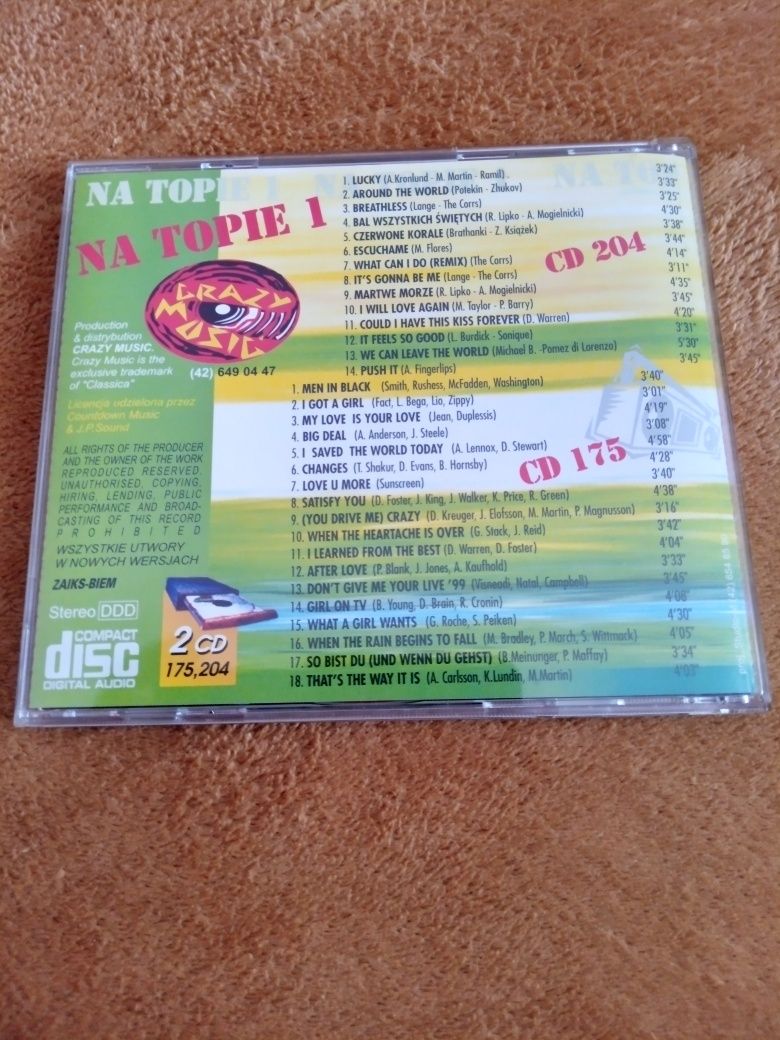 NA TOPIE 1
NA TOPIE 1
CRAZY
MUSIC
Production
& distrybution
CRAZY MUSIC.
Crazy Music is the
exclusive trademark
of "Classica"
(42) 649 04 47
Licencja udzielona przez
Countdown Music
& J.P.Sound
ALL RIGHTS OF THE PRODUCER
AND THE OWNER OF THE WORK
REPRODUCED RESERVED.
UNAUTHORISED, COPYING,
HIRING, LENDING, PUBLIC
PERFORMANCE AND BROAD-
CASTING OF THIS RECORD
PROHIBITED
WSZYSTKIE UTWORY
W NOWYCH WERSJACH
ZAIKS-BIEM
Stereo DDD
COMPACT
disc
DIGITAL AUDIO
2 CD
175,204
CD 204
1. LUCKY (A.Kronlund - M. Martin - Ramil) 3'24"
2. AROUND THE WORLD (Potekin - Zhukov) 3'33"
3. BREATHLESS (Lange - The Corrs) 3'25"
4. BAL WSZYSTKICH ŚWIĘTYCH (R. Lipko - A. Mogielnicki) 4'30"
5. CZERWONE KORALE (Brathanki - Z. Książek) 3'38"
6. ESCUCHAME (M. Flores) 3'44"
7. WHAT CAN I DO (REMIX) (The Corrs) 4'14"
8. IT'S GONNA BE ME (Lange - The Corrs) 3'11"
9. MARTWE MORZE (R. Lipko - A. Mogielnicki) 4'35"
10. I WILL LOVE AGAIN (M. Taylor - P. Barry) 3'45"
11. COULD I HAVE THIS KISS FOREVER (D. Warren) 4'20"
12. IT FEELS SO GOOD (L. Burdick - Sonique) 3'31"
13. WE CAN LEAVE THE WORLD (Michael B. -Pomez di Lorenzo) 5'30"
14. PUSH IT (A. Fingerlips) 3'45"
CD 175
1. MEN IN BLACK (Smith, Rushess, McFadden, Washington) 3'40"
2. I GOT A GIRL (Fact, L. Bega, Lio, Zippy) 3'01"
3. MY LOVE IS YOUR LOVE (Jean, Duplessis) 4'19"
4. BIG DEAL (A. Anderson, J. Steele) 3'08"
5. I SAVED THE WORLD TODAY (A. Lennox, D. Stewart) 4'58"
6. CHANGES (T. Shakur, D. Evans, B. Hornsby) 4'28"
7. LOVE U MORE (Sunscreen) 3'40"
8. SATISFY YOU (D. Foster, J. King, J. Walker, K. Price, R. Green) 4'38"
9. (YOU DRIVE ME) CRAZY (D. Kreuger, J. Elofsson, M. Martin, P. Magnusson) 3'16"
10. WHEN THE HEARTACHE IS OVER (G. Stack, J. Reid) 3'42"
11. I LEARNED FROM THE BEST (D. Warren, D. Foster) 4'04"
12. AFTER LOVE (P. Blank, J. Jones, A. Kaufhold) 3'33"
13. DON'T GIVE ME YOUR LIVE '99 (Visneadi, Natal, Campbell) 3'45"
14. GIRL ON TV (B. Young, D. Brain, R. Cronin) 4'08"
15. WHAT A GIRL WANTS (G. Roche, S. Peiken) 4'30"
16. WHEN THE RAIN BEGINS TO FALL (M. Bradley, P. March, S. Wittmack) 4'05"
17. SO BIST DU (UND WENN DU GEHST) (B.Meinunger, P. Maffay) 3'34"
18. THAT'S THE WAY IT IS (A. Carlsson, K.Lundin, M.Martin) 4'03"